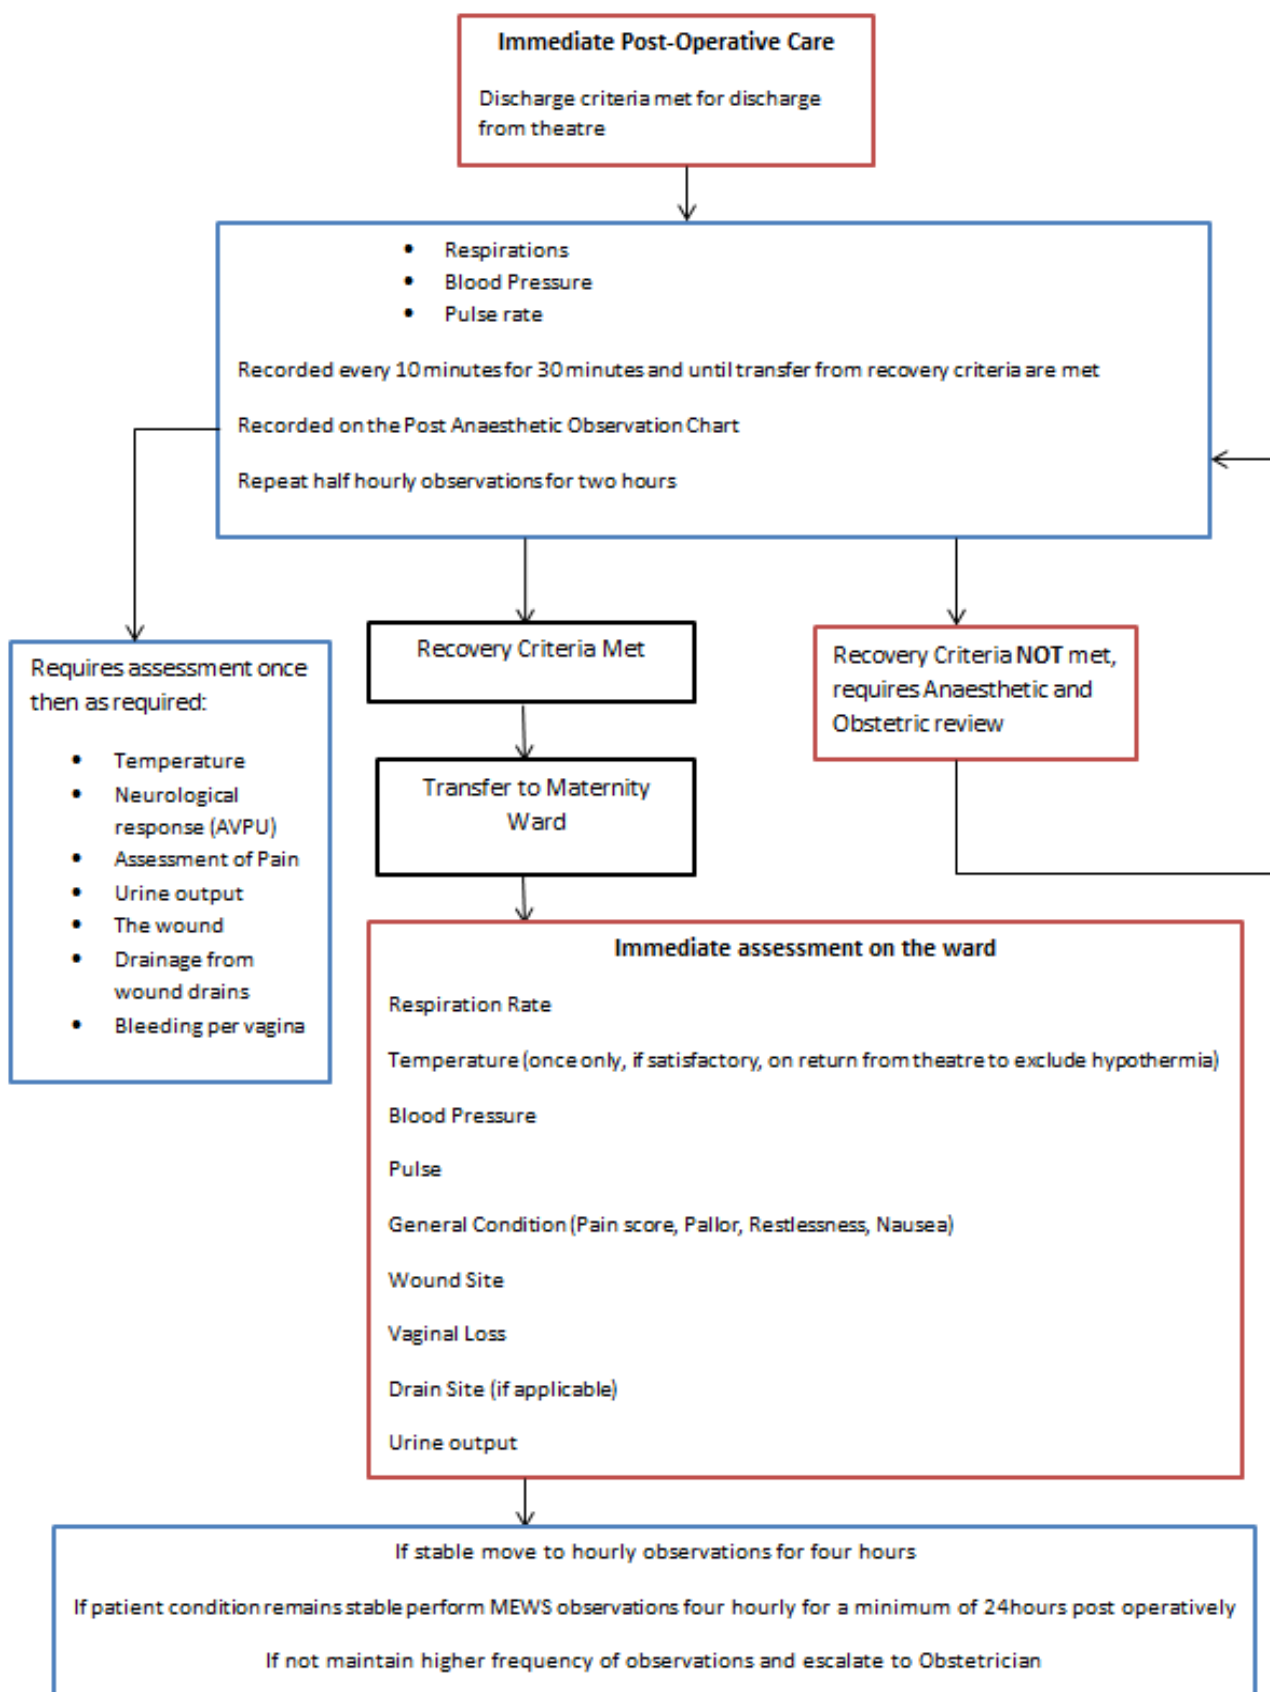 Immediate Post-Operative Care
Discharge criteria met for discharge
from theatre
• Respirations
• Blood Pressure
• Pulse rate
Recorded every 10 minutes for 30 minutes and until transfer from recovery criteria are met
Recorded on the Post Anaesthetic Observation Chart
Repeat half hourly observations for two hours
Requires assessment once
then as required:
• Temperature
• Neurological
response (AVPU)
• Assessment of Pain
• Urine output
• The wound
• Drainage from
wound drains
• Bleeding per vagina
Recovery Criteria Met
Transfer to Maternity
Ward
Recovery Criteria NOT met,
requires Anaesthetic and
Obstetric review
Immediate assessment on the ward
Respiration Rate
Temperature (once only, if satisfactory, on return from theatre to exclude hypothermia)
Blood Pressure
Pulse
General Condition (Pain score, Pallor, Restlessness, Nausea)
Wound Site
Vaginal Loss
Drain Site (if applicable)
Urine output
If stable move to hourly observations for four hours
If patient condition remains stable perform MEWS observations four hourly for a minimum of 24hours post operatively
If not maintain higher frequency of observations and escalate to Obstetrician